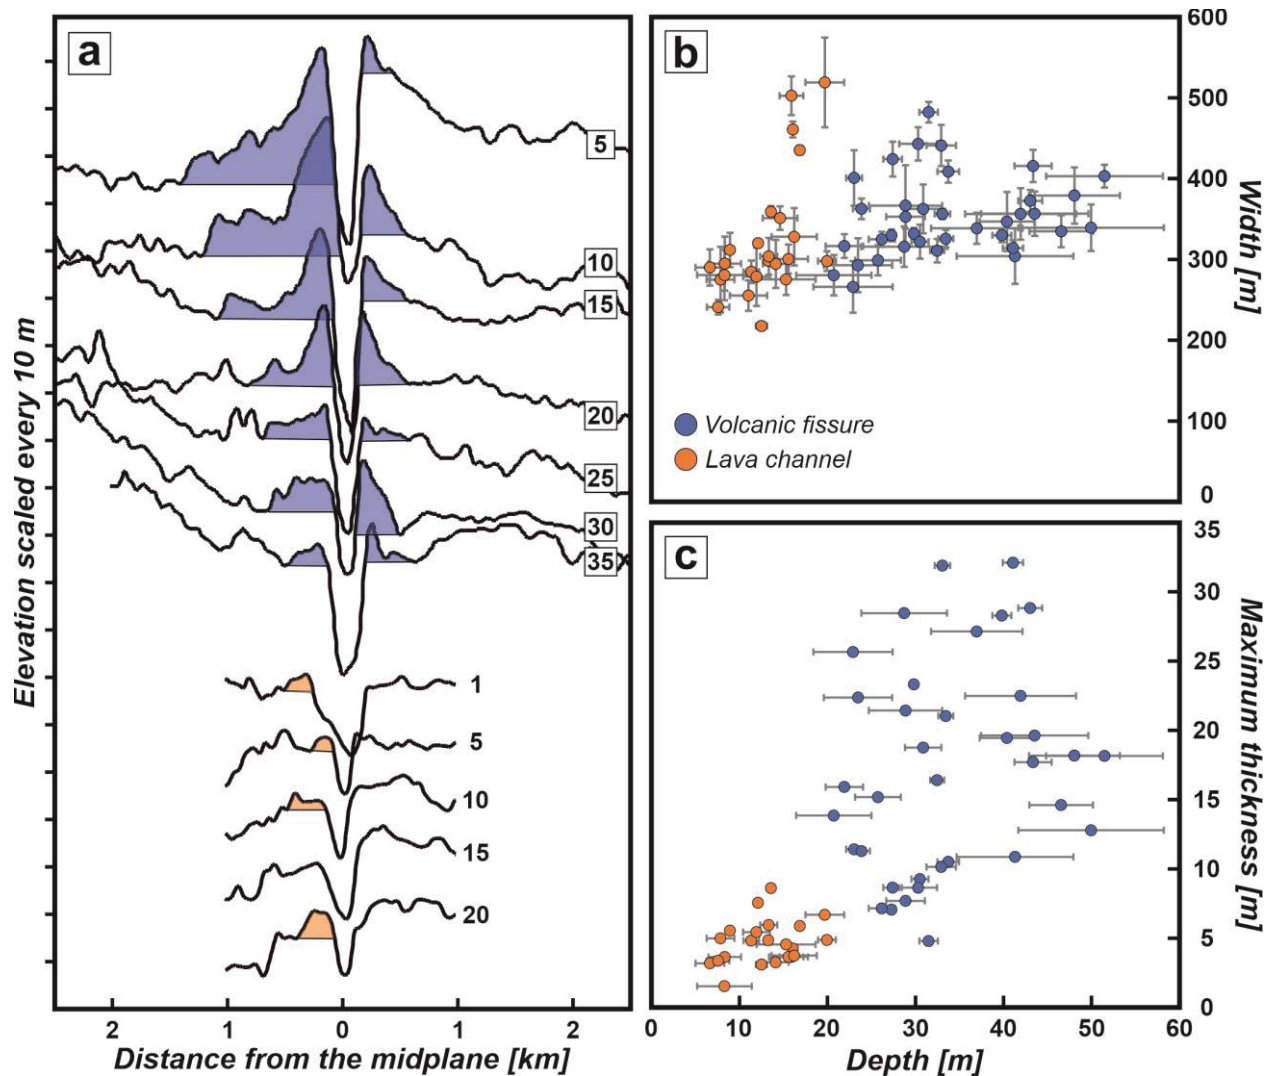 a
5
10
15
20
25
30
35
1
5
10
15
20
Elevation scaled every 10 m
2 1 0 1 2
Distance from the midplane [km]
b
600
500
400
300
200
100
0
Width [m]
Volcanic fissure
Lava channel
c
35
30
25
20
15
10
5
0
Maximum thickness [m]
0 10 20 30 40 50 60
Depth [m]